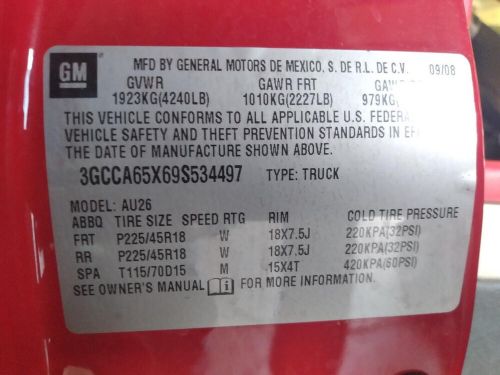 GM
MFD BY GENERAL MOTORS DE MEXICO, S. DE R.L. DE C.V. 09/08
GVWR GAWR FRT
1923KG(4240LB) 1010KG(2227LB) 979KG(
THIS VEHICLE CONFORMS TO ALL APPLICABLE U.S. FEDERA
VEHICLE SAFETY AND THEFT PREVENTION STANDARDS IN EFFE
THE DATE OF MANUFACTURE SHOWN ABOVE.
3GCCA65X69S534497 TYPE: TRUCK
MODEL: AU26
ABBQ TIRE SIZE SPEED RTG RIM COLD TIRE PRESSURE
FRT P225/45R18 W 18X7.5J 220KPA(32PSI)
RR P225/45R18 W 18X7.5J 220KPA(32PSI)
SPA T115/70D15 M 15X4T 420KPA(60PSI)
SEE OWNER'S MANUAL FOR MORE INFORMATION.